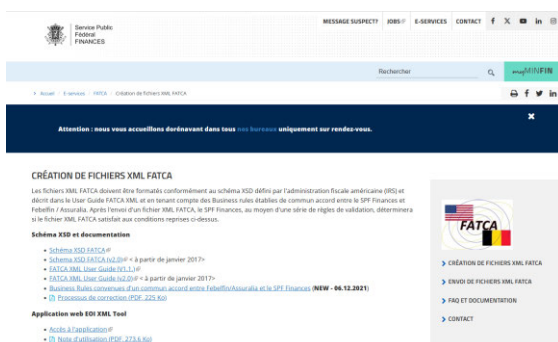 Service Public
Fédéral
FINANCES
MESSAGE SUSPECT? JOBS E-SERVICES CONTACT
Rechercher
myMINFIN
Accueil / E-services / FATCA / Création de fichiers XML FATCA
Attention : nous vous accueillons dorénavant dans tous nos bureaux uniquement sur rendez-vous.
CRÉATION DE FICHIERS XML FATCA
Les fichiers XML FATCA doivent être formatés conformément au schéma XSD défini par l'administration fiscale américaine (IRS) et
décrit dans le User Guide FATCA XML et en tenant compte des Business rules établies de commun accord entre le SPF Finances et
Febelfin / Assuralia. Après l'envoi d'un fichier XML FATCA, le SPF Finances, au moyen d'une série de règles de validation, déterminera
si le fichier XML FATCA satisfait aux conditions reprises ci-dessus.
Schéma XSD et documentation
Schéma XSD FATCA
Schema XSD FATCA (v2.0) < à partir de janvier 2017>
FATCA XML User Guide (V1.1.)
FATCA XML User Guide (v2.0) < à partir de janvier 2017>
Business Rules convenues d'un commun accord entre Febelfin/Assuralia et le SPF Finances (NEW - 06.12.2021)
Processus de correction (PDF, 225 Ko)
Application web EOI XML Tool
Accès à l'application
Note d'utilisation (PDF, 273.6 Ko)
FATCA
CRÉATION DE FICHIERS XML FATCA
ENVOI DE FICHIERS XML FATCA
FAQ ET DOCUMENTATION
CONTACT